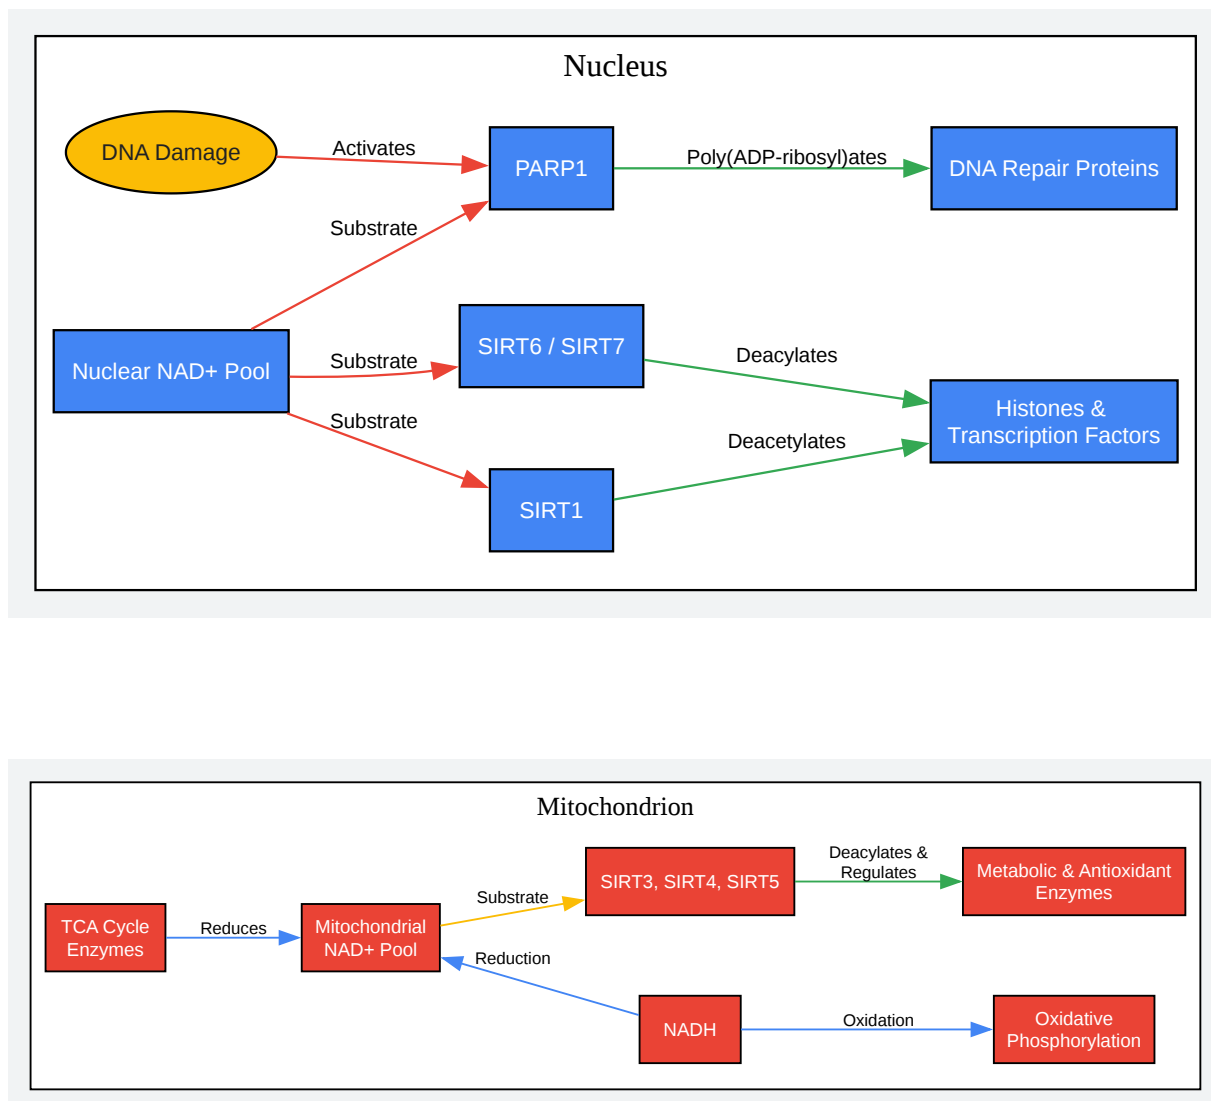 Nucleus
DNA Damage
Activates
PARP1
Poly(ADP-ribosyl)ates
DNA Repair Proteins
Substrate
Nuclear NAD+ Pool
Substrate
SIRT6 / SIRT7
Deacylates
Histones &
Transcription Factors
Substrate
Deacetylates
SIRT1
Mitochondrion
TCA Cycle
Enzymes
Reduces
Mitochondrial
NAD+ Pool
Substrate
SIRT3, SIRT4, SIRT5
Deacylates &
Regulates
Metabolic & Antioxidant
Enzymes
Reduction
NADH
Oxidation
Oxidative
Phosphorylation